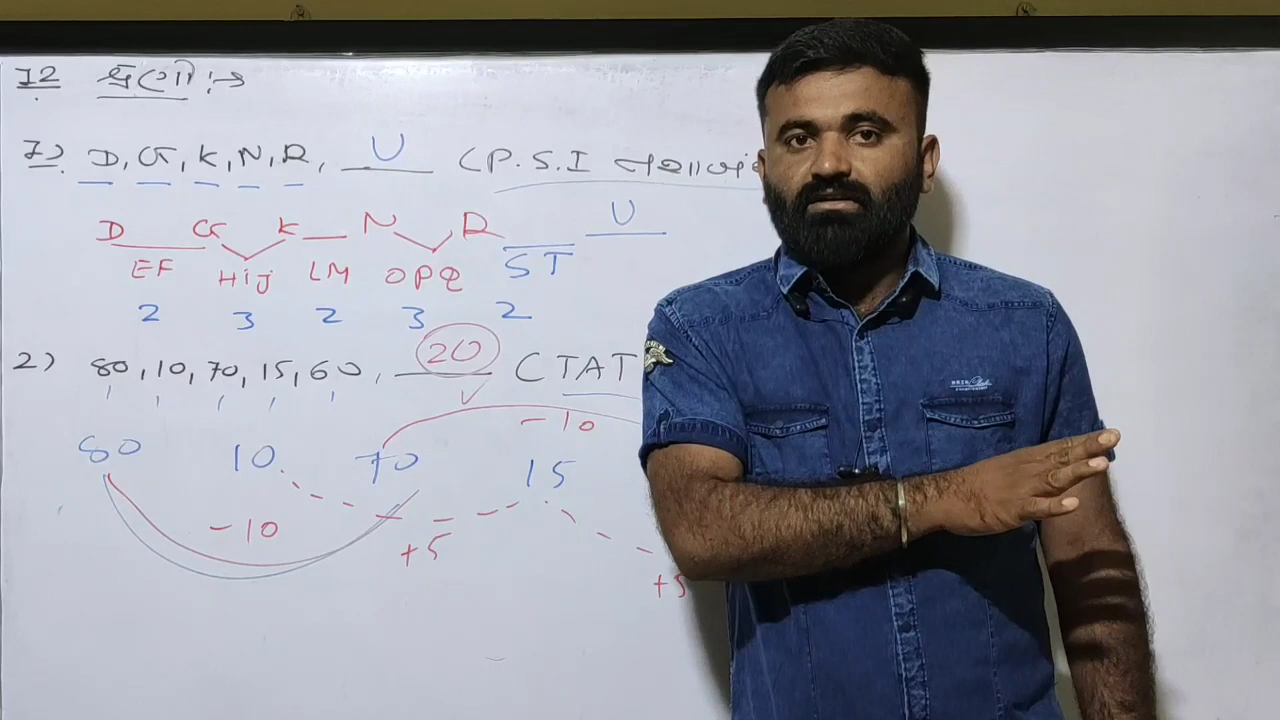 12 શ્રેણી :→
1) D, G, K, N, R, U (P.S.I
D G K N R U
EF HiJ LM OPQ ST
2 3 2 3 2
2) 80, 10, 70, 15, 60, 20 (TAT
-10
80 10 70 15
-10 +5
+5